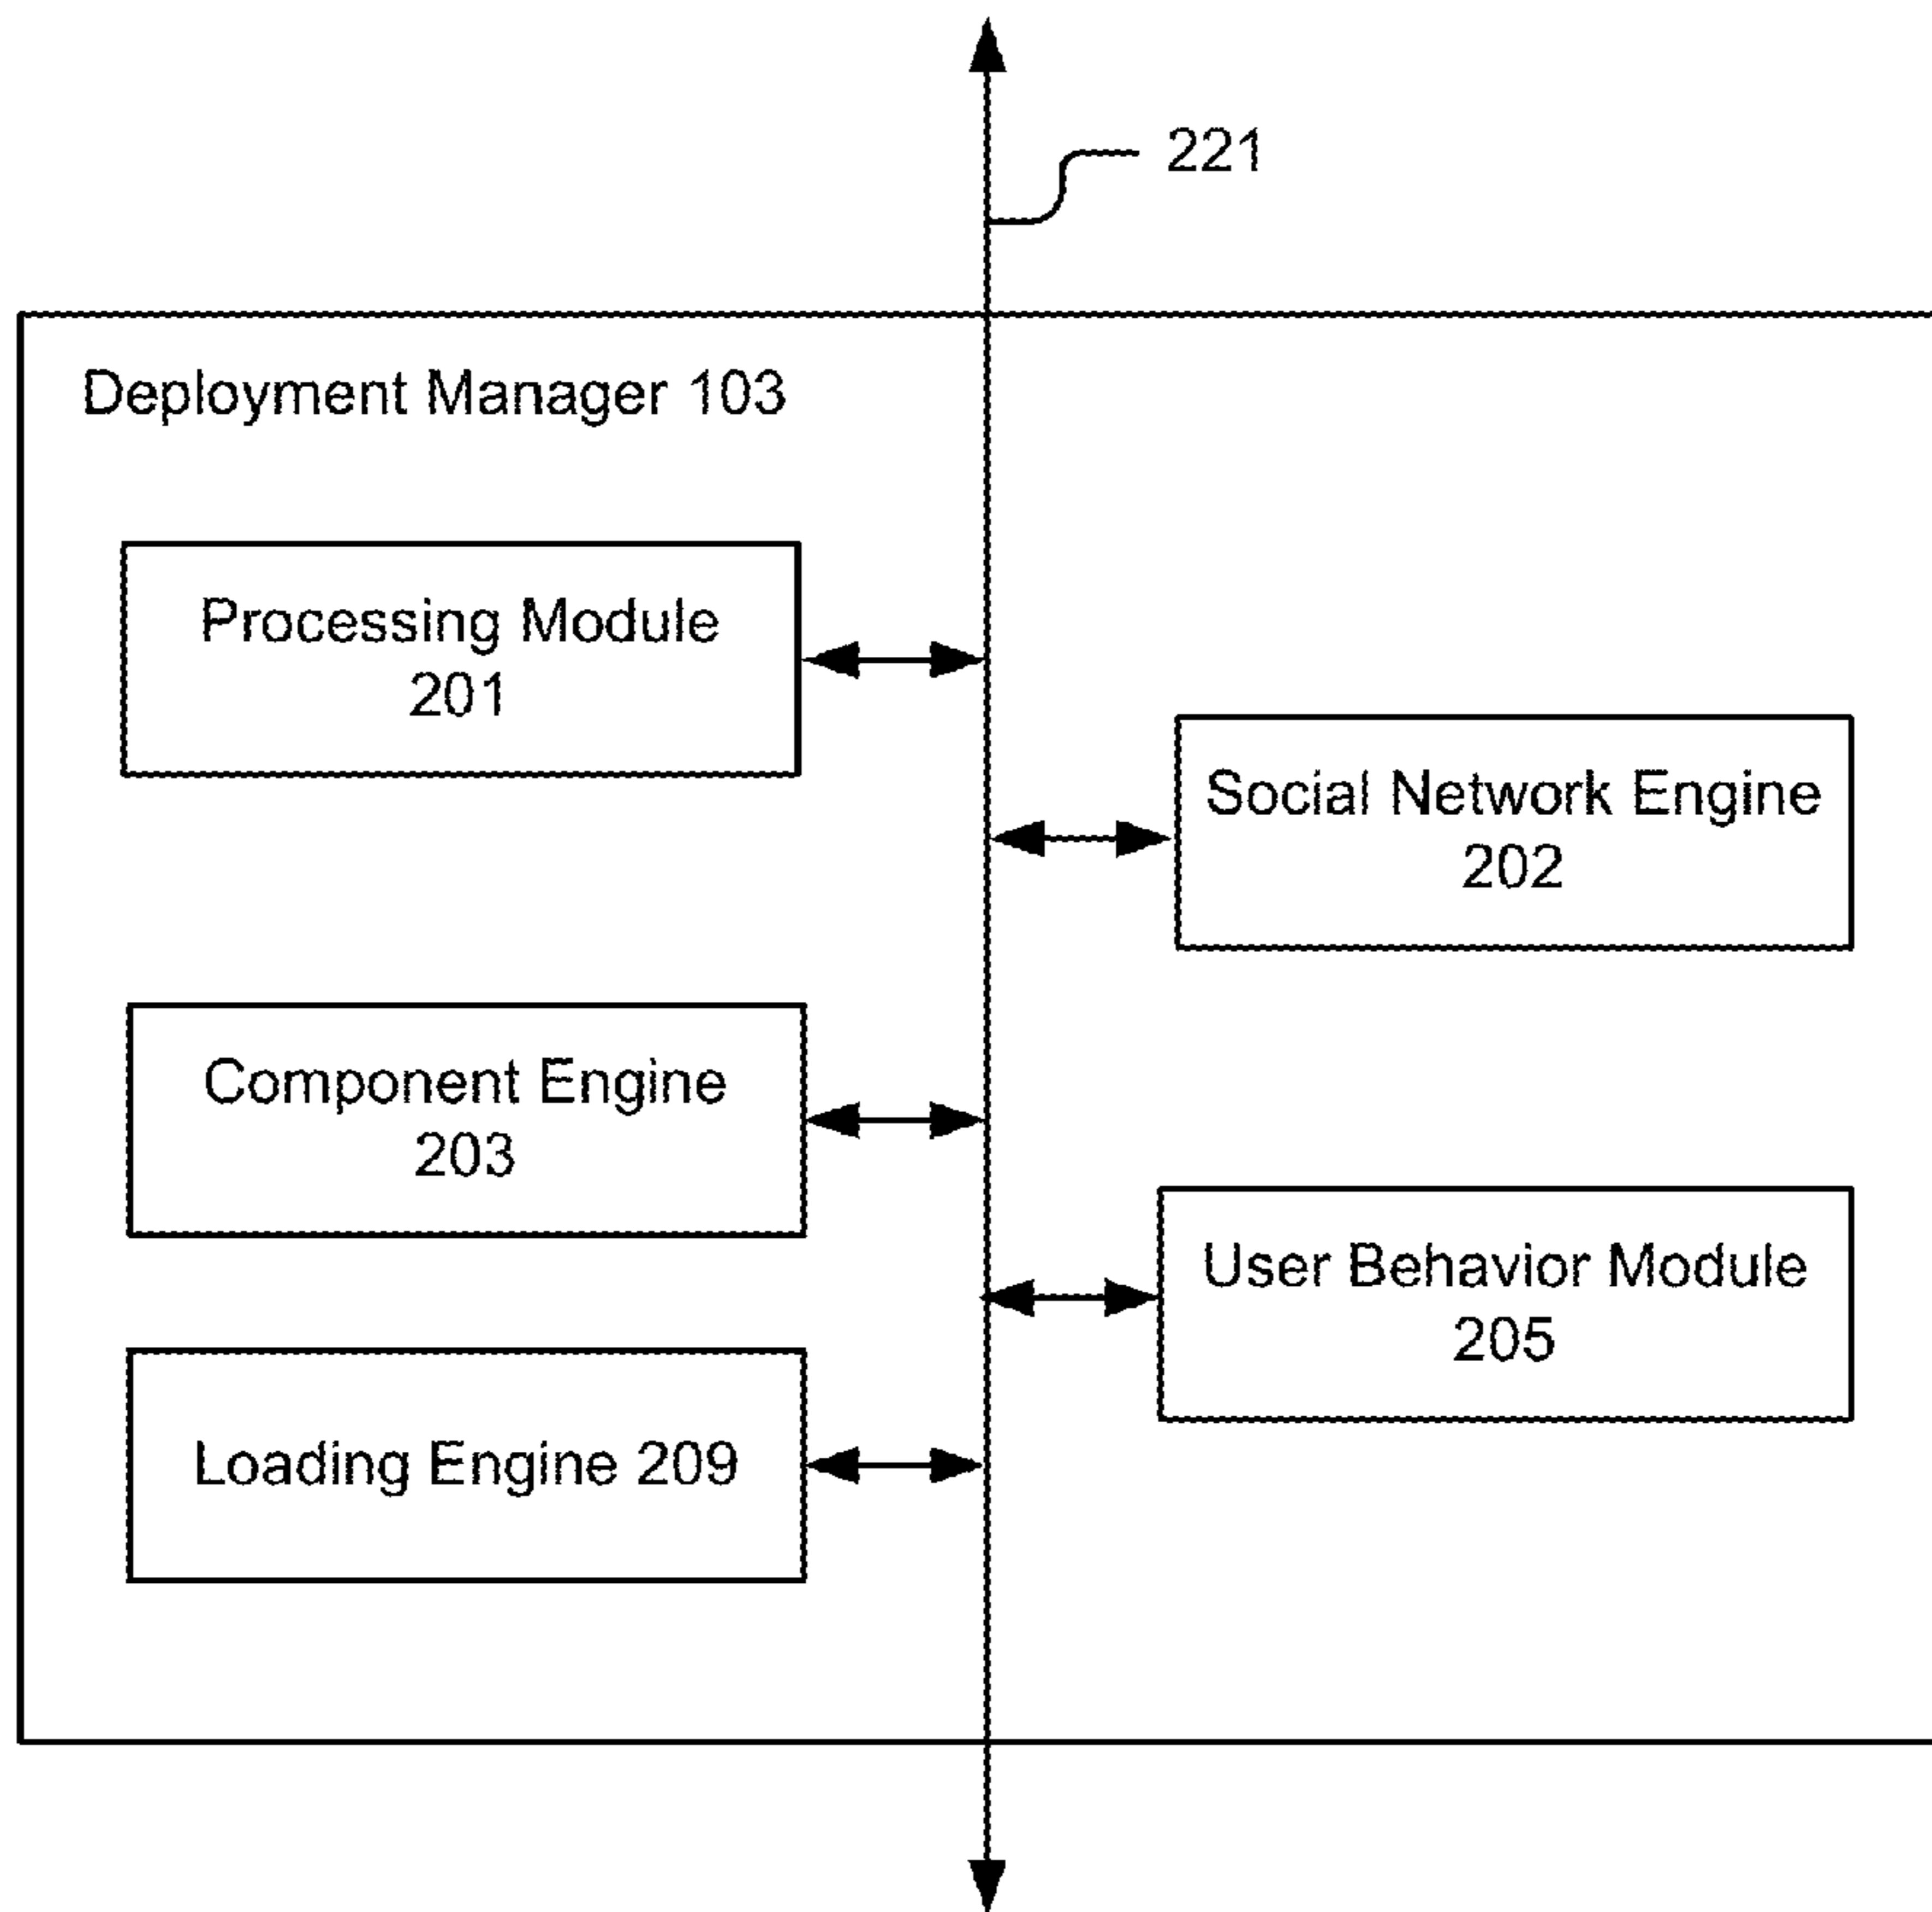 221
Deployment Manager 103
Processing Module
201
Social Network Engine
202
Component Engine
203
User Behavior Module
205
Loading Engine 209